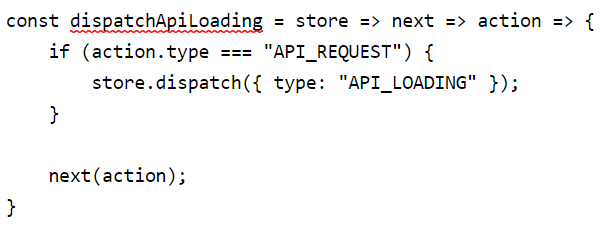 const dispatchApiLoading = store => next => action => {
    if (action.type === "API_REQUEST") {
        store.dispatch({ type: "API_LOADING" });
    }

    next(action);
}